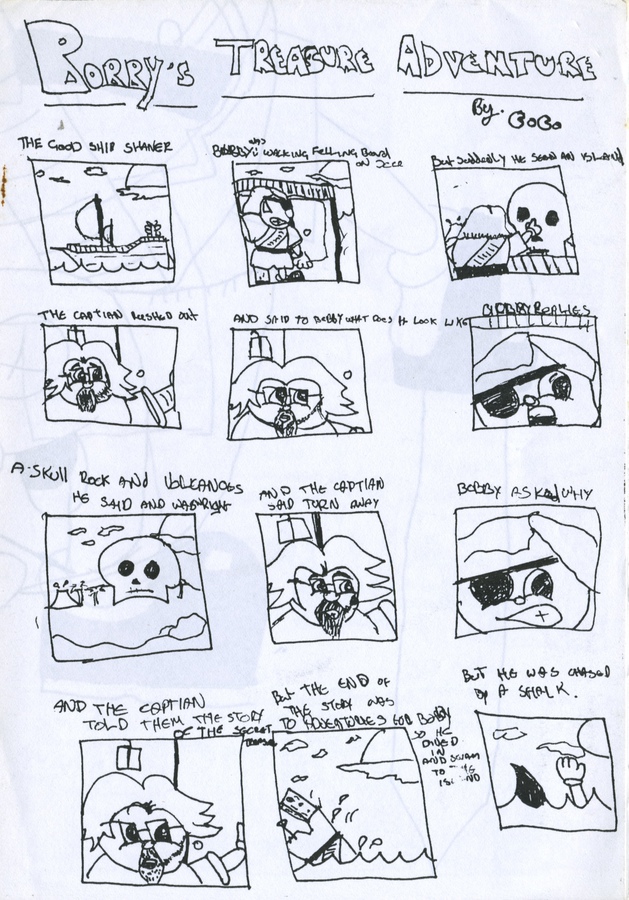 BORRY'S TREASURE ADVENTURE
By. COCO
THE GOOD SHIP SHANER
BOBBY WAS WALKING FELLING BORD
ON DECK
BUT SUDDENLY HE SEEN AN ISLAND
THE CAPTIAN RUSHED OUT
AND SAID TO BOBBY WHAT DOES IT LOOK LIKE
BOBBY REPLIES
A SKULL ROCK AND VOLCANOES
HE SAID AND WAS RIGHT
AND THE CAPTIAN
SAID TURN AWAY
BOBBY ASKED WHY
AND THE CAPTIAN
TOLD THEM THE STORY
OF THE SECRET
TREASURE
BUT THE END OF
THE STORY WAS
TO ADVENTURES FOR BOBBY
SO HE
DIVED
IN
AND SWAM
TO THE
ISLAND
BUT HE WAS CHASED
by A SHALK.